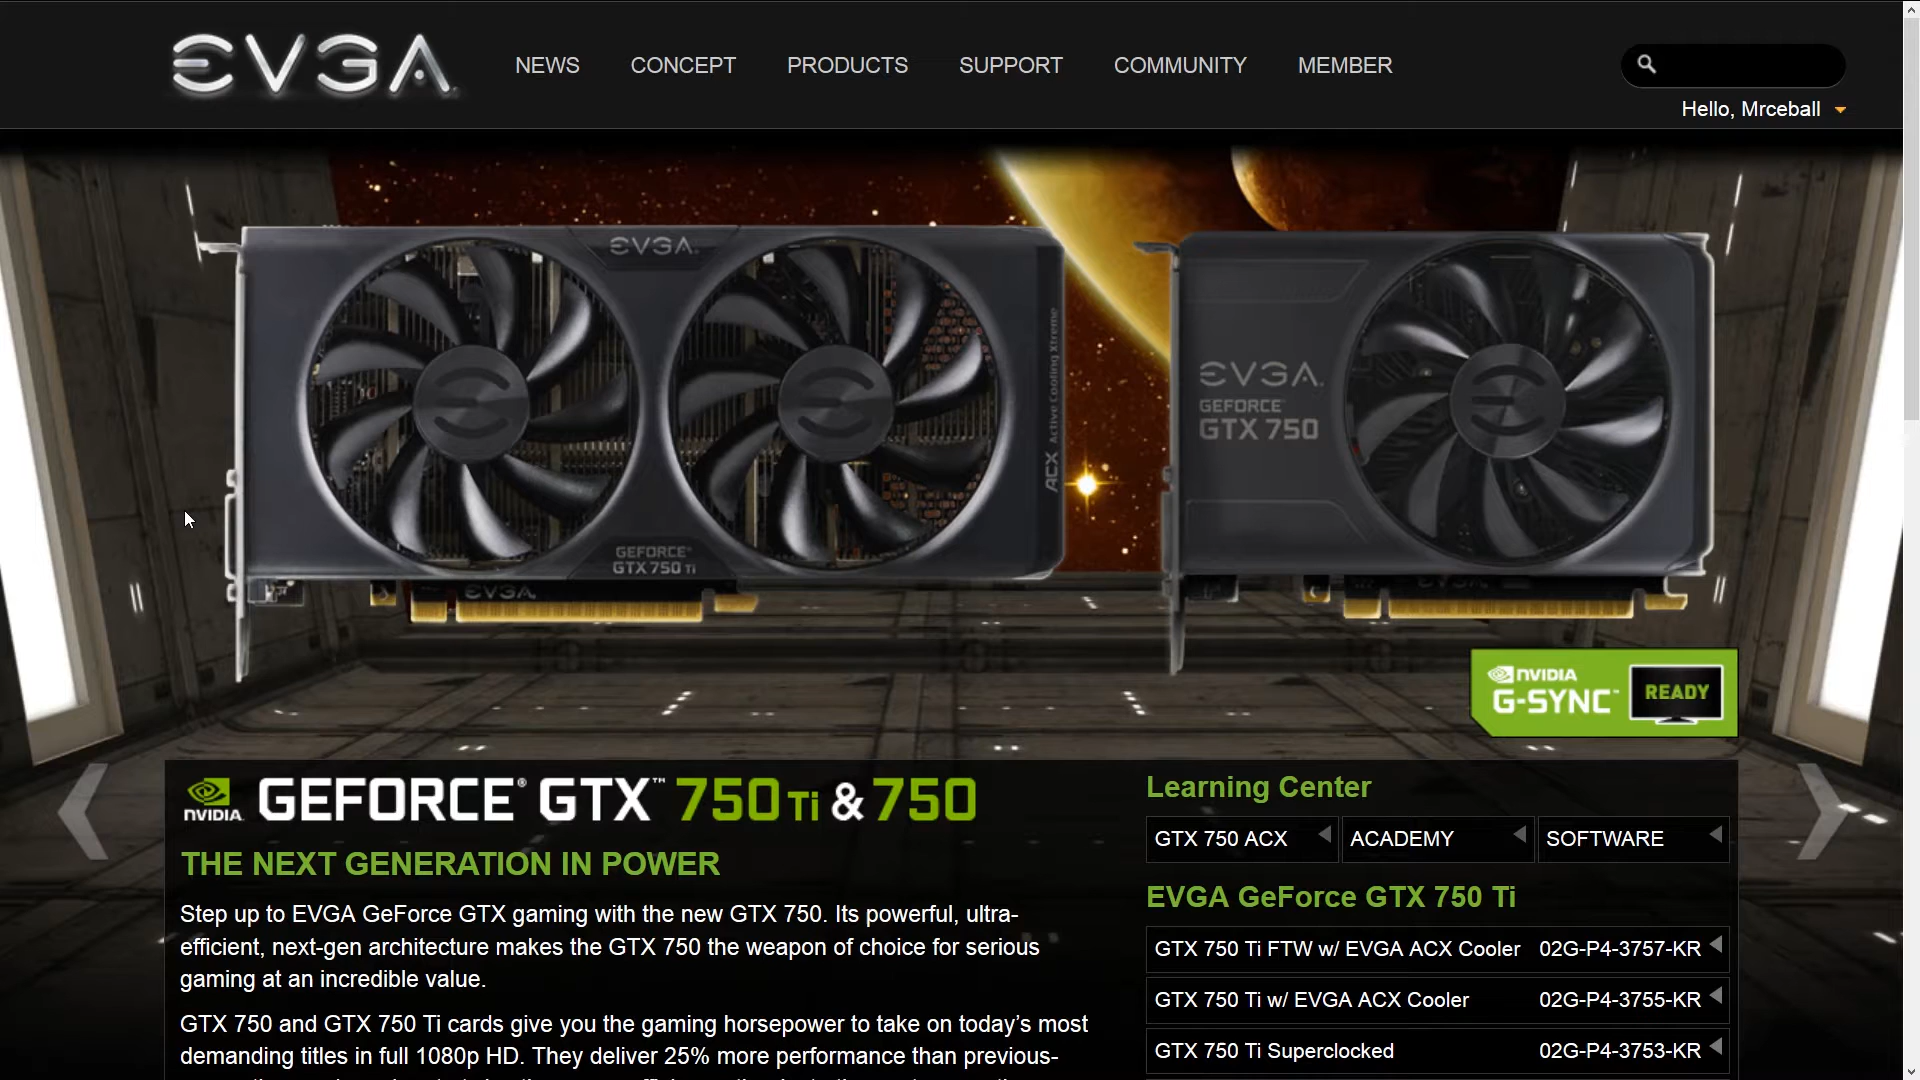 EVGA
NEWS CONCEPT PRODUCTS SUPPORT COMMUNITY MEMBER
Hello, Mrceball
EVGA
ACX Active Cooling Xtreme
GEFORCE
GTX 750 Ti
EVGA
EVGA
GEFORCE
GTX 750
EVGA
NVIDIA
G-SYNC™ READY
NVIDIA
GEFORCE® GTX™ 750 Ti & 750
THE NEXT GENERATION IN POWER
Step up to EVGA GeForce GTX gaming with the new GTX 750. Its powerful, ultra-
efficient, next-gen architecture makes the GTX 750 the weapon of choice for serious
gaming at an incredible value.
GTX 750 and GTX 750 Ti cards give you the gaming horsepower to take on today’s most
demanding titles in full 1080p HD. They deliver 25% more performance than previous-
Learning Center
GTX 750 ACX ACADEMY SOFTWARE
EVGA GeForce GTX 750 Ti
GTX 750 Ti FTW w/ EVGA ACX Cooler 02G-P4-3757-KR
GTX 750 Ti w/ EVGA ACX Cooler 02G-P4-3755-KR
GTX 750 Ti Superclocked 02G-P4-3753-KR